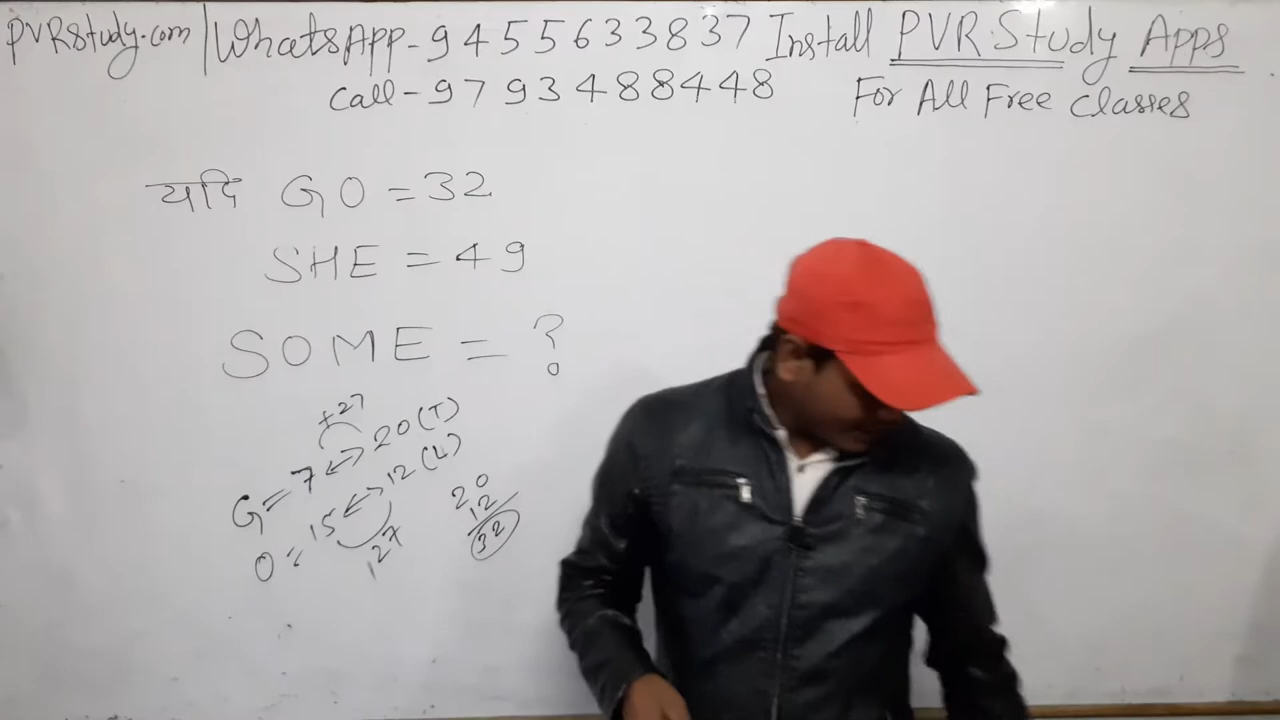 PVRStudy.com | WhatsApp-9455633837 Install PVR Study Apps
Call-9793488448 For All Free Classes
यदि GO = 32
SHE = 49
SOME = ?
+27
G = 7 ↔ 20 (T)
O = 15 ↔ 12 (L)
27
20
12
32